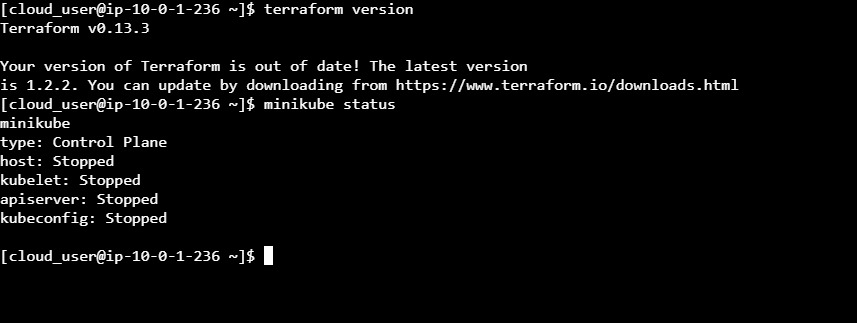 [cloud_user@ip-10-0-1-236 ~]$ terraform version
Terraform v0.13.3
Your version of Terraform is out of date! The latest version
is 1.2.2. You can update by downloading from https://www.terraform.io/downloads.html
[cloud_user@ip-10-0-1-236 ~]$ minikube status
minikube
type: Control Plane
host: Stopped
kubelet: Stopped
apiserver: Stopped
kubeconfig: Stopped
[cloud_user@ip-10-0-1-236 ~]$